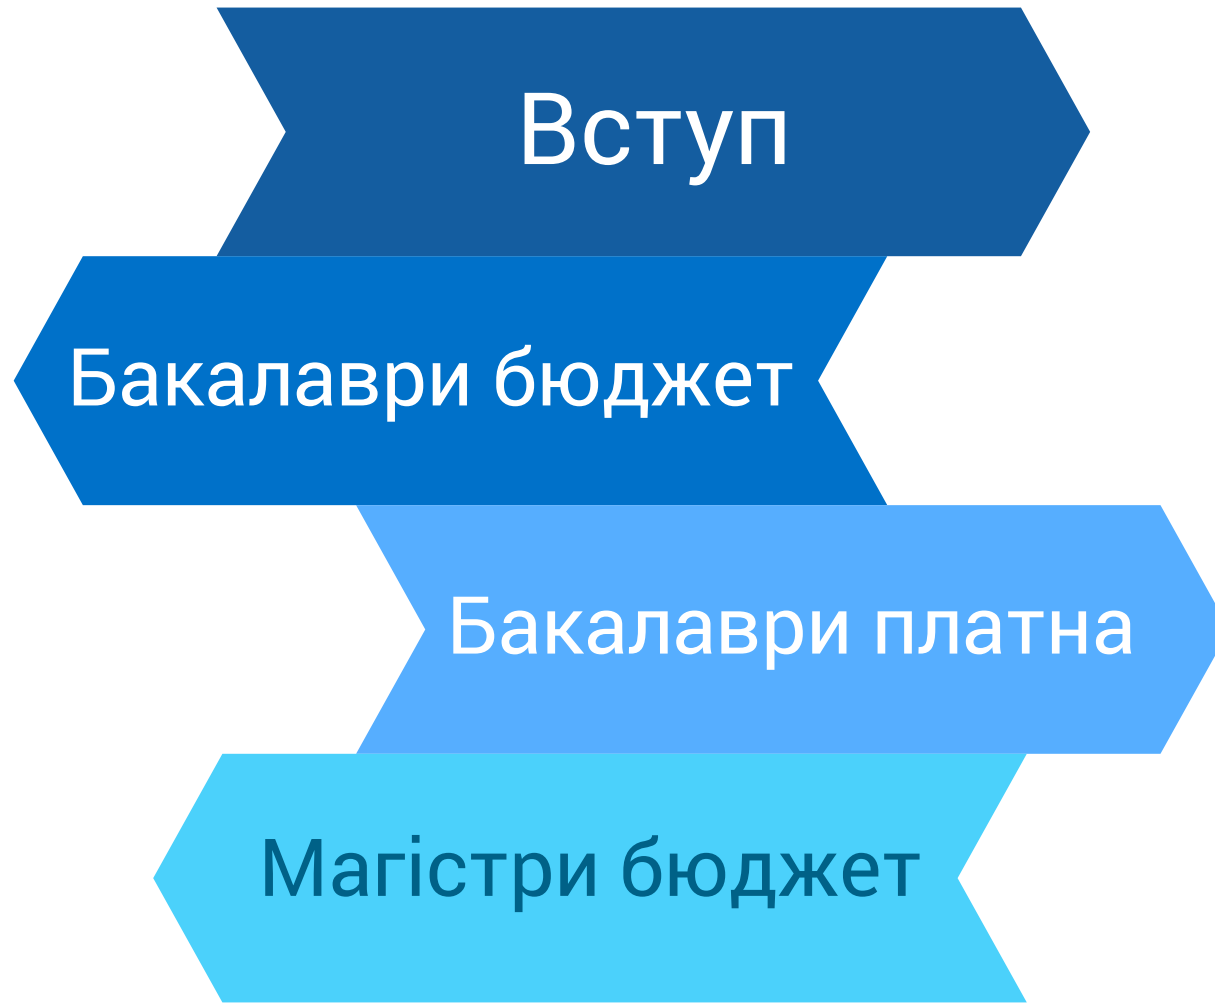 Вступ
Бакалаври бюджет
Бакалаври платна
Магістри бюджет